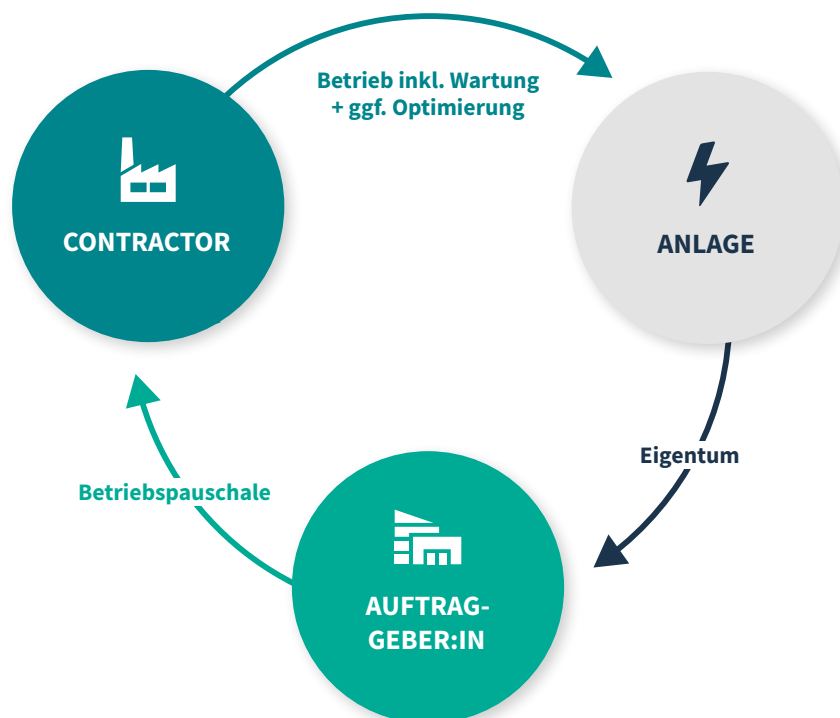 Betrieb inkl. Wartung
+ ggf. Optimierung
CONTRACTOR
ANLAGE
Eigentum
Betriebspauschale
AUFTRAG-
GEBER:IN